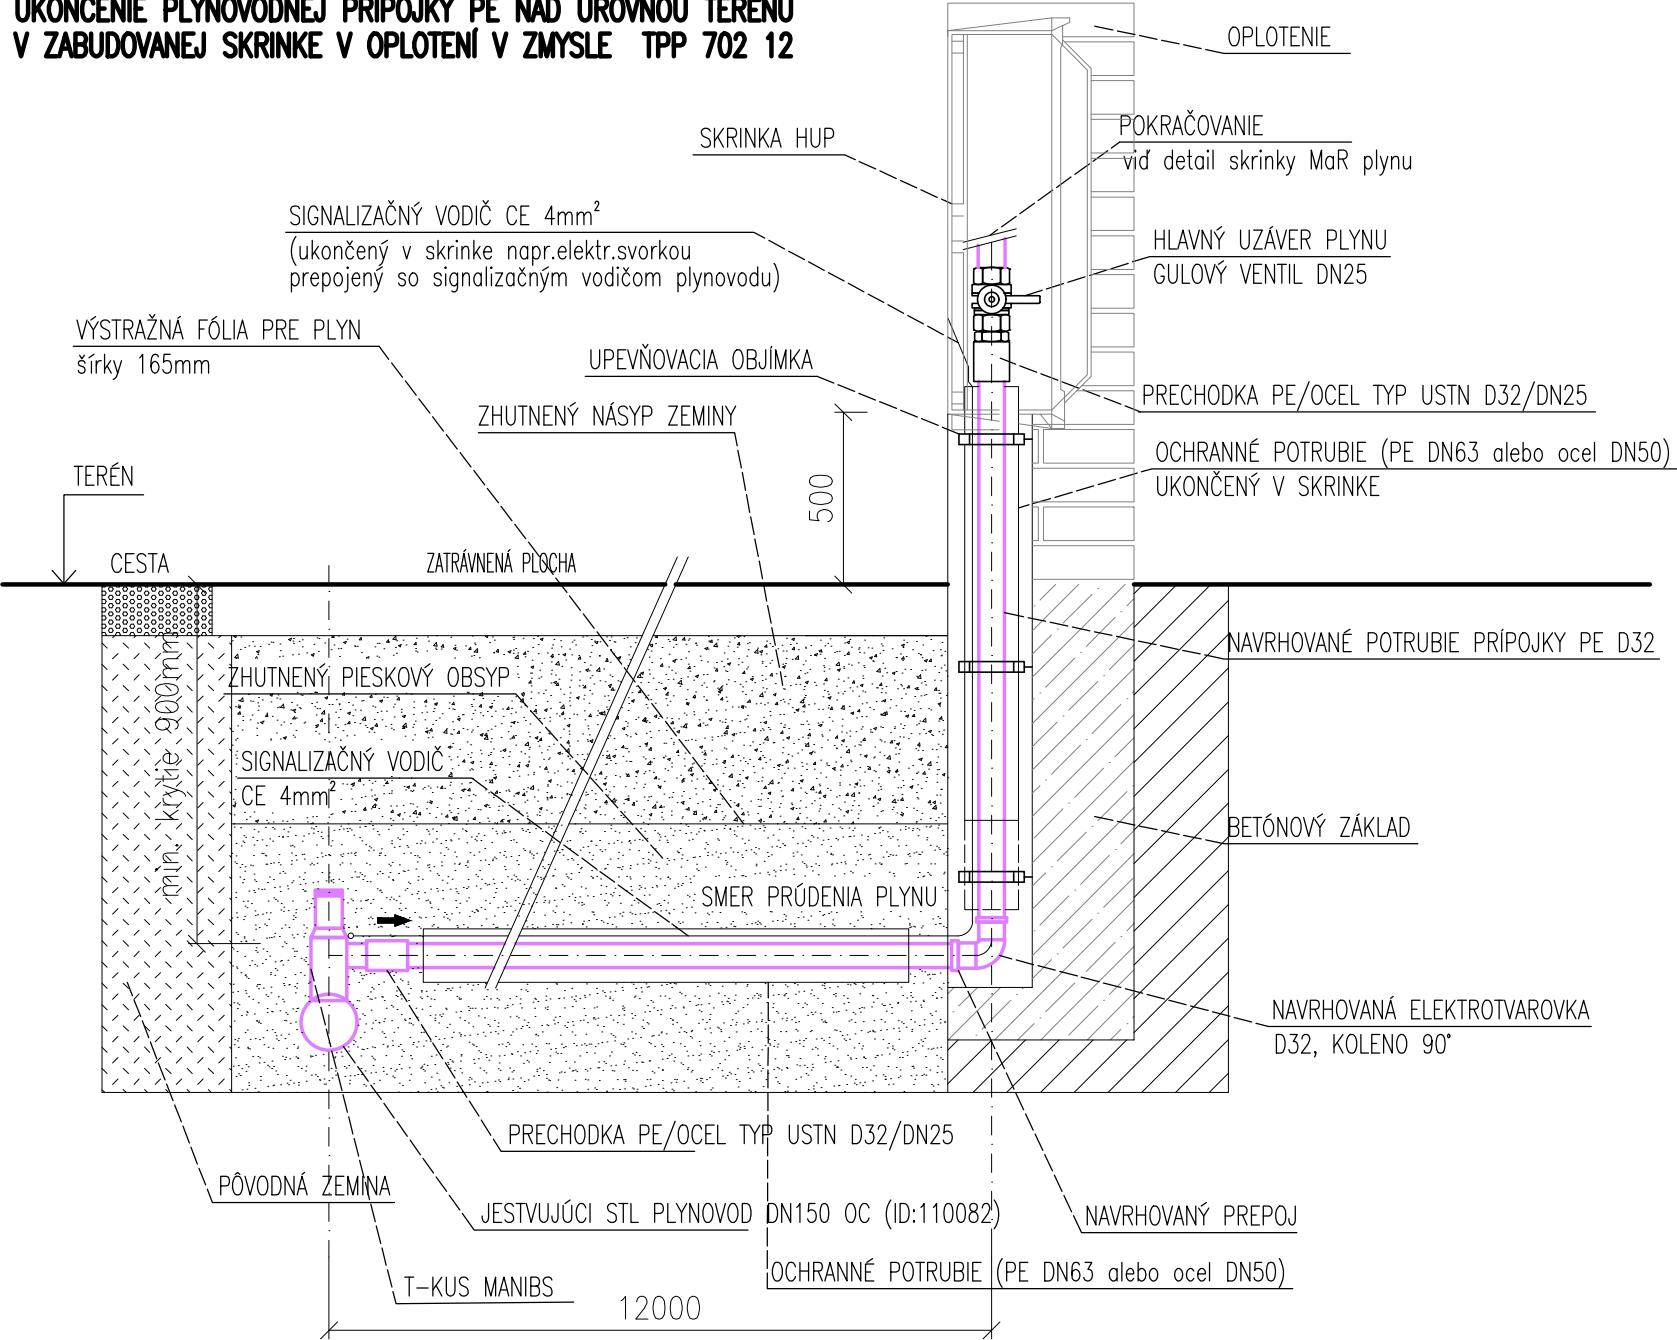 UKONČENIE PLYNOVODNEJ PRÍPOJKY PE NAD ÚROVNOU TERÉNU
V ZABUDOVANEJ SKRINKE V OPLOTENÍ V ZMYSLE TPP 702 12
OPLOTENIE
SKRINKA HUP
POKRAČOVANIE
viď detail skrinky MaR plynu
SIGNALIZAČNÝ VODIČ CE 4mm²
(ukončený v skrinke napr.elektr.svorkou
prepojený so signalizačným vodičom plynovodu)
HLAVNÝ UZÁVER PLYNU
GULOVÝ VENTIL DN25
VÝSTRAŽNÁ FÓLIA PRE PLYN
šírky 165mm
UPEVŇOVACIA OBJÍMKA
PRECHODKA PE/OCEL TYP USTN D32/DN25
ZHUTNENÝ NÁSYP ZEMINY
OCHRANNÉ POTRUBIE (PE DN63 alebo ocel DN50)
UKONČENÝ V SKRINKE
TERÉN
500
CESTA
ZATRÁVNENÁ PLOCHA
NAVRHOVANÉ POTRUBIE PRÍPOJKY PE D32
ZHUTNENÝ PIESKOVÝ OBSYP
min. krytie 900mm
SIGNALIZAČNÝ VODIČ
CE 4mm²
BETÓNOVÝ ZÁKLAD
SMER PRÚDENIA PLYNU
NAVRHOVANÁ ELEKTROTVAROVKA
D32, KOLENO 90°
PRECHODKA PE/OCEL TYP USTN D32/DN25
PÔVODNÁ ZEMINA
JESTVUJÚCI STL PLYNOVOD DN150 OC (ID:110082)
NAVRHOVANÝ PREPOJ
OCHRANNÉ POTRUBIE (PE DN63 alebo ocel DN50)
T-KUS MANIBS
12000